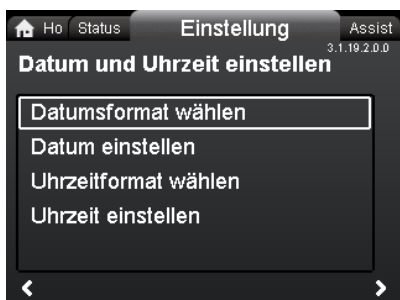 Ho Status Einstellung Assist
3.1.19.2.0.0
Datum und Uhrzeit einstellen
Datumsformat wählen
Datum einstellen
Uhrzeitformat wählen
Uhrzeit einstellen